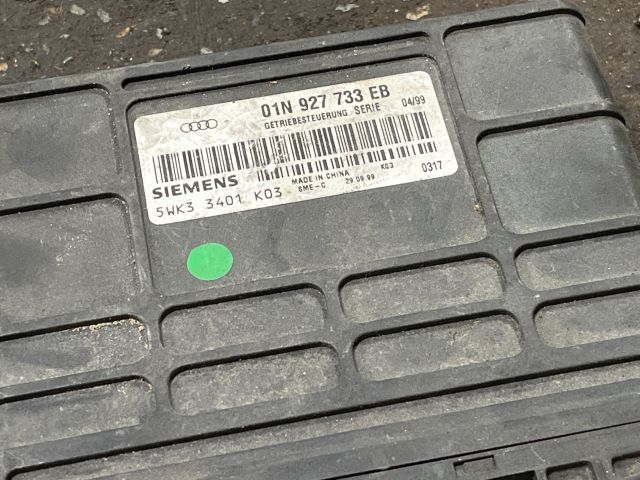 01N 927 733 EB
GETRIEBESTEUERUNG SERIE 04/99
SIEMENS MADE IN CHINA K03 0317
5WK3 3401 K03 SME-C 29.09.99